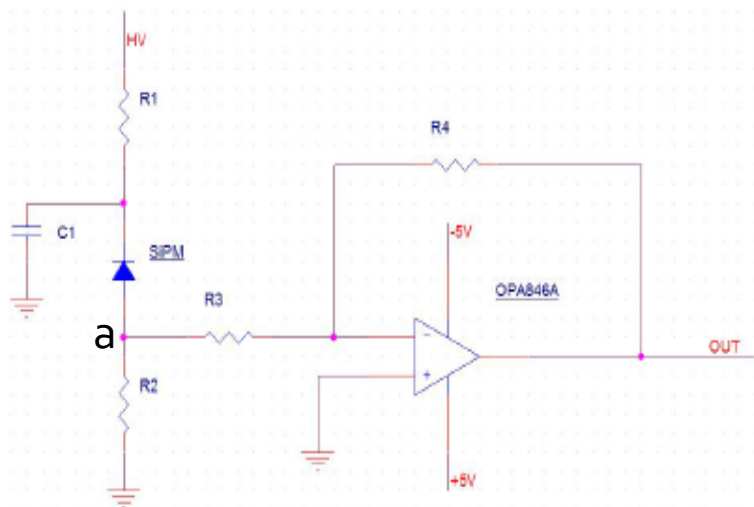 HV
R1
R4
C1
SiPM
-5V
OPA846A
R3
a
-
OUT
+
R2
+5V